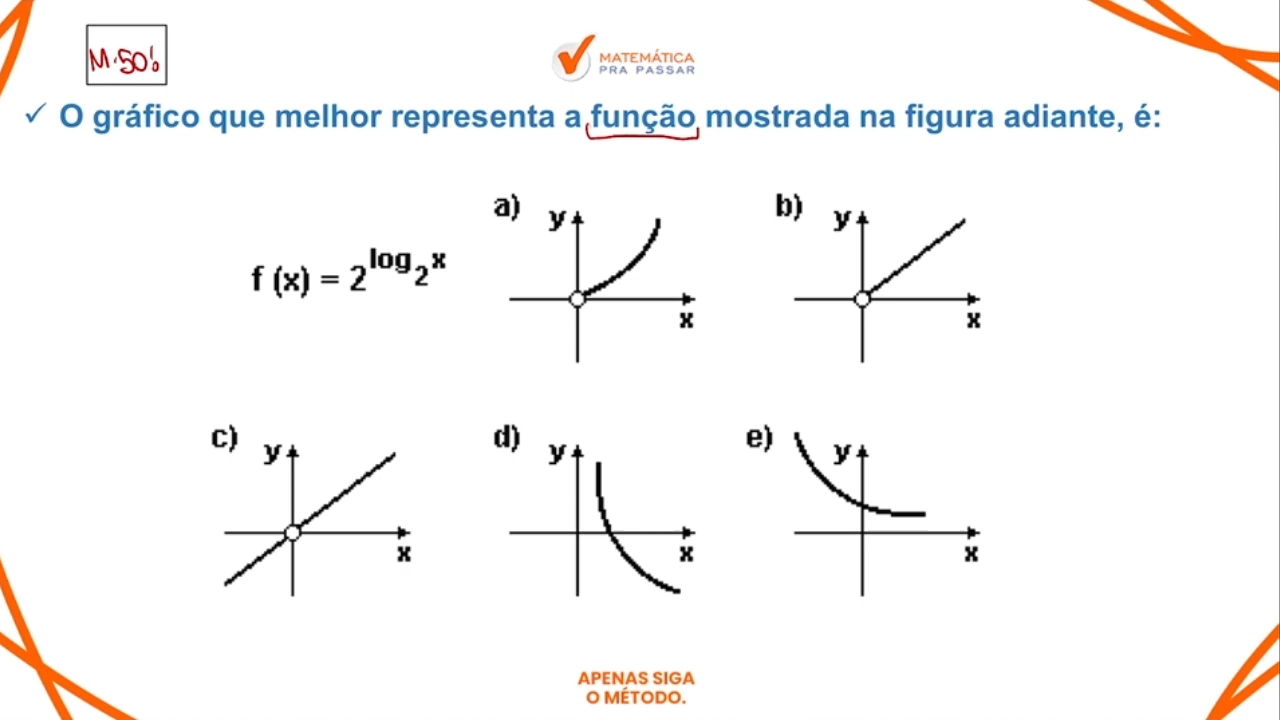 M.50%
MATEMÁTICA
PRA PASSAR
✓ O gráfico que melhor representa a função mostrada na figura adiante, é:
f (x) = 2^log₂x
a)
y
x
b)
y
x
c)
y
x
d)
y
x
e)
y
x
APENAS SIGA
O MÉTODO.